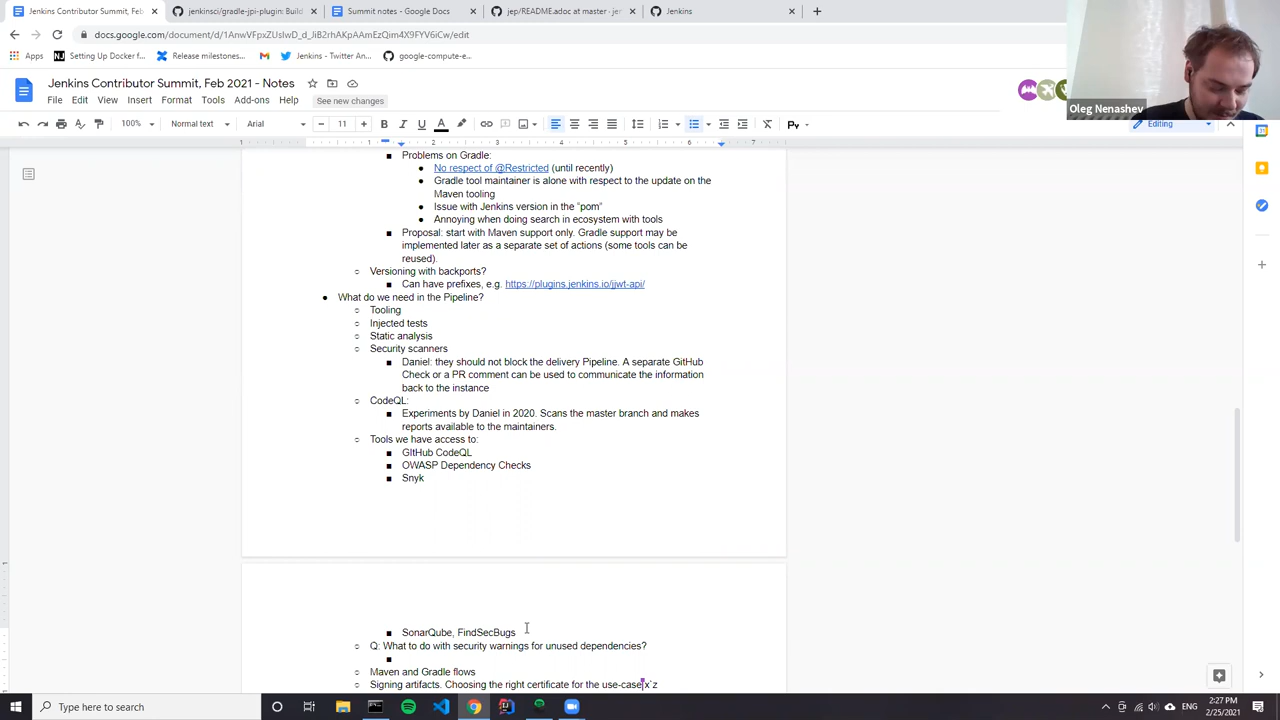 Jenkins Contributor Summit, Feb
jenkinsci/gradle-jpi-plugin: Build
Summit notes - Google Docs
jep/README.adoc at master · jen
Jenkins
docs.google.com/document/d/1AnwVFpxZUslwD_d_JiB2rhAKpAAmEzQim4X9FYV6iCw/edit
Apps
Setting Up Docker f...
Release milestones...
Jenkins - Twitter An...
google-compute-e...
Jenkins Contributor Summit, Feb 2021 - Notes
File Edit View Insert Format Tools Add-ons Help See new changes
Oleg Nenashev
100% Normal text Arial 11 Editing
1 1 2 3 4 5 6 7
Problems on Gradle:
No respect of @Restricted (until recently)
Gradle tool maintainer is alone with respect to the update on the
Maven tooling
Issue with Jenkins version in the "pom"
Annoying when doing search in ecosystem with tools
Proposal: start with Maven support only. Gradle support may be
implemented later as a separate set of actions (some tools can be
reused).
Versioning with backports?
Can have prefixes, e.g. https://plugins.jenkins.io/jjwt-api/
What do we need in the Pipeline?
Tooling
Injected tests
Static analysis
Security scanners
Daniel: they should not block the delivery Pipeline. A separate GitHub
Check or a PR comment can be used to communicate the information
back to the instance
CodeQL:
Experiments by Daniel in 2020. Scans the master branch and makes
reports available to the maintainers.
Tools we have access to:
GItHub CodeQL
OWASP Dependency Checks
Snyk
SonarQube, FindSecBugs
Q: What to do with security warnings for unused dependencies?
Maven and Gradle flows
Signing artifacts. Choosing the right certificate for the use-case
Type here to search
ENG
2:27 PM
2/25/2021